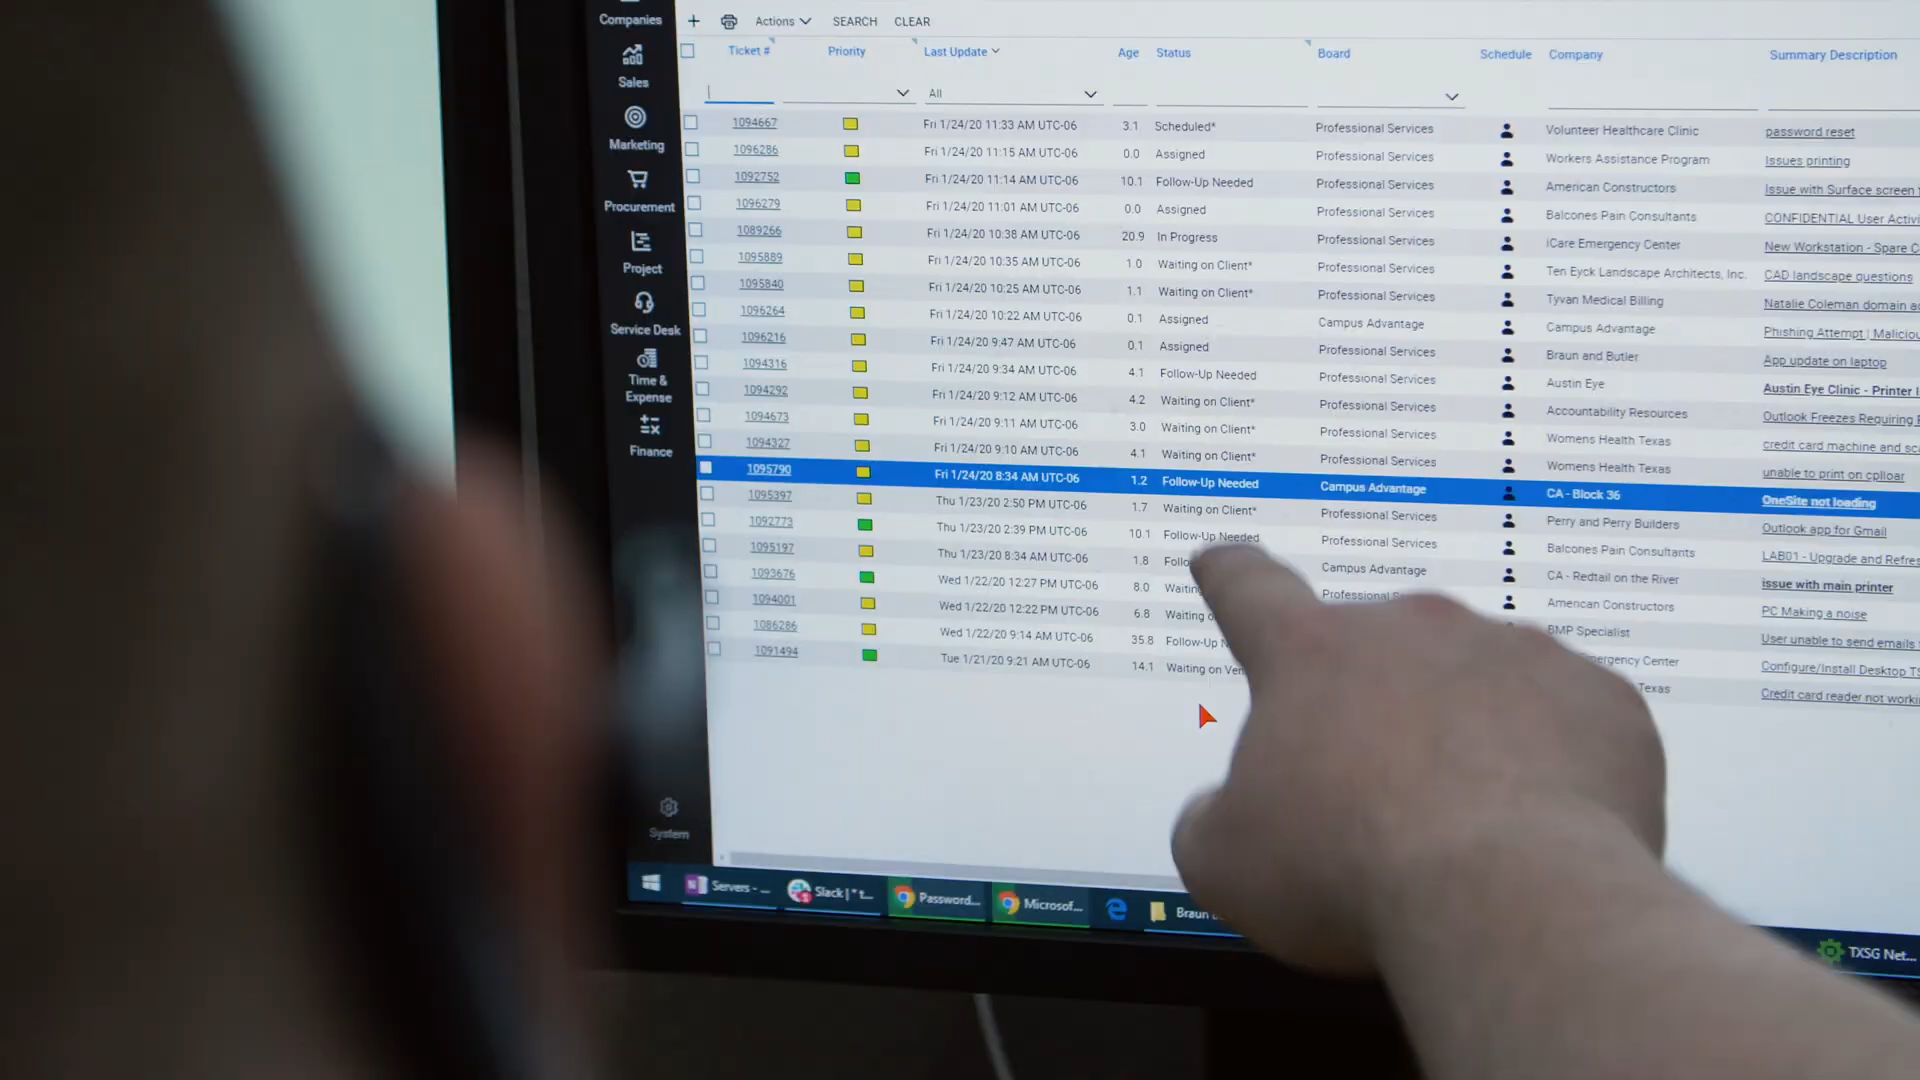 Companies
Sales
Marketing
Procurement
Project
Service Desk
Time &
Expense
Finance
System
+ Actions SEARCH CLEAR
Ticket # Priority Last Update Age Status Board Schedule Company Summary Description
All
1094667 Fri 1/24/20 11:33 AM UTC-06 3.1 Scheduled* Professional Services Volunteer Healthcare Clinic password reset
1096286 Fri 1/24/20 11:15 AM UTC-06 0.0 Assigned Professional Services Workers Assistance Program Issues printing
1092752 Fri 1/24/20 11:14 AM UTC-06 10.1 Follow-Up Needed Professional Services American Constructors Issue with Surface screen
1096279 Fri 1/24/20 11:01 AM UTC-06 0.0 Assigned Professional Services Balcones Pain Consultants CONFIDENTIAL User Activi
1089266 Fri 1/24/20 10:38 AM UTC-06 20.9 In Progress Professional Services iCare Emergency Center New Workstation - Spare C
1095889 Fri 1/24/20 10:35 AM UTC-06 1.0 Waiting on Client* Professional Services Ten Eyck Landscape Architects, Inc. CAD landscape questions
1095840 Fri 1/24/20 10:25 AM UTC-06 1.1 Waiting on Client* Professional Services Tyvan Medical Billing Natalie Coleman domain a
1096264 Fri 1/24/20 10:22 AM UTC-06 0.1 Assigned Campus Advantage Campus Advantage Phishing Attempt | Maliciou
1096216 Fri 1/24/20 9:47 AM UTC-06 0.1 Assigned Professional Services Braun and Butler App update on laptop
1094316 Fri 1/24/20 9:34 AM UTC-06 4.1 Follow-Up Needed Professional Services Austin Eye Austin Eye Clinic - Printer I
1094292 Fri 1/24/20 9:12 AM UTC-06 4.2 Waiting on Client* Professional Services Accountability Resources Outlook Freezes Requiring F
1094673 Fri 1/24/20 9:11 AM UTC-06 3.0 Waiting on Client* Professional Services Womens Health Texas credit card machine and sc
1094327 Fri 1/24/20 9:10 AM UTC-06 4.1 Waiting on Client* Professional Services Womens Health Texas unable to print on cplloar
1095790 Fri 1/24/20 8:34 AM UTC-06 1.2 Follow-Up Needed Campus Advantage CA - Block 36 OneSite not loading
1095397 Thu 1/23/20 2:50 PM UTC-06 1.7 Waiting on Client* Professional Services Perry and Perry Builders Outlook app for Gmail
1092773 Thu 1/23/20 2:39 PM UTC-06 10.1 Follow-Up Needed Professional Services Balcones Pain Consultants LAB01 - Upgrade and Refres
1095197 Thu 1/23/20 8:34 AM UTC-06 1.8 Follo Campus Advantage CA - Redtail on the River issue with main printer
1093676 Wed 1/22/20 12:27 PM UTC-06 8.0 Waiting Professional S American Constructors PC Making a noise
1094001 Wed 1/22/20 12:22 PM UTC-06 6.8 Waiting o BMP Specialist User unable to send emails
1086286 Wed 1/22/20 9:14 AM UTC-06 35.8 Follow-Up N ergency Center Configure/Install Desktop TS
1091494 Tue 1/21/20 9:21 AM UTC-06 14.1 Waiting on Ven Texas Credit card reader not worki
Servers - ... Slack | * t... Password... Microsof... Braun TXSG Net...